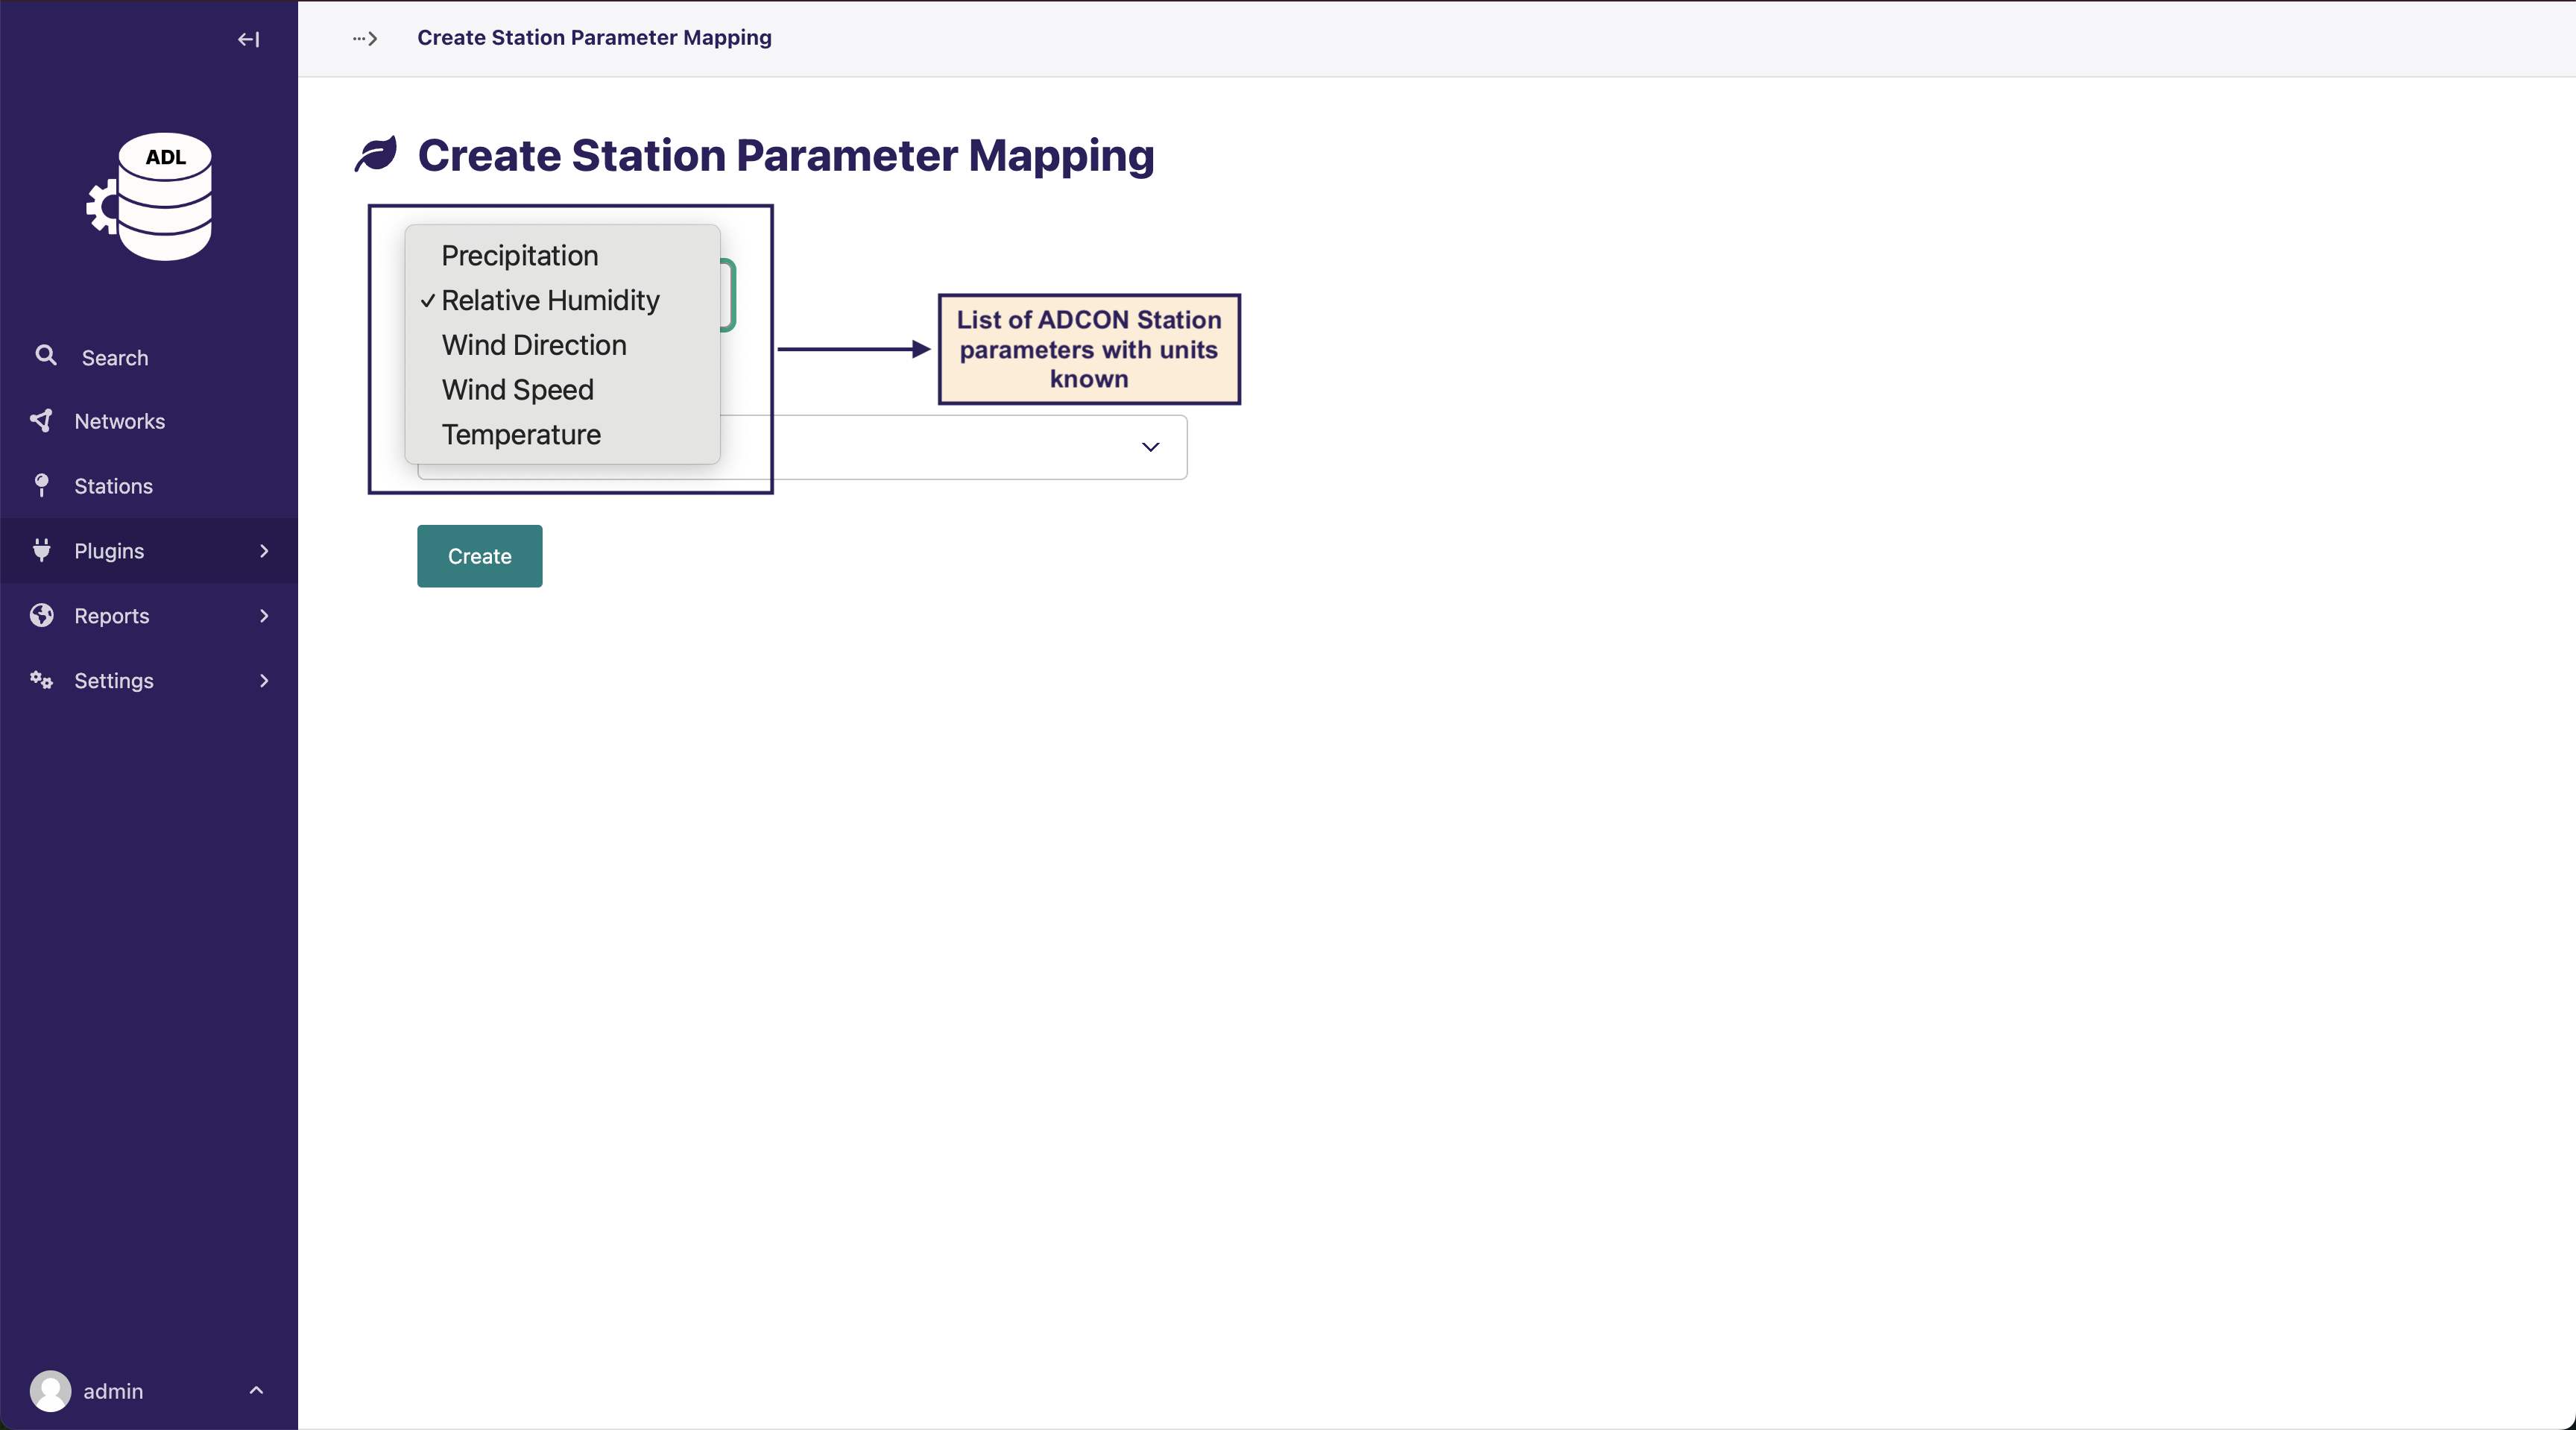 Create Station Parameter Mapping
ADL
Search
Networks
Stations
Plugins
Reports
Settings
admin
Create Station Parameter Mapping
Precipitation
Relative Humidity
Wind Direction
Wind Speed
Temperature
List of ADCON Station
parameters with units
known
Create